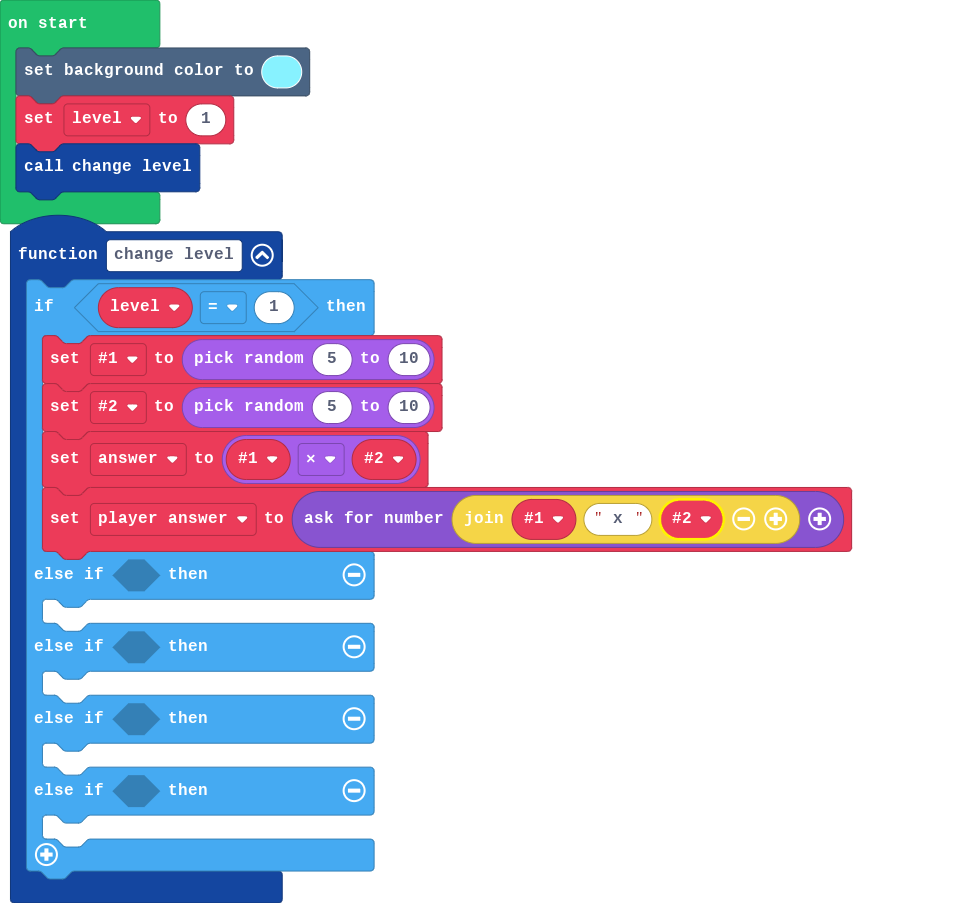 on start
set background color to
set level to 1
call change level
function change level
if level = 1 then
set #1 to pick random 5 to 10
set #2 to pick random 5 to 10
set answer to #1 × #2
set player answer to ask for number join #1 " x " #2
else if then
else if then
else if then
else if then